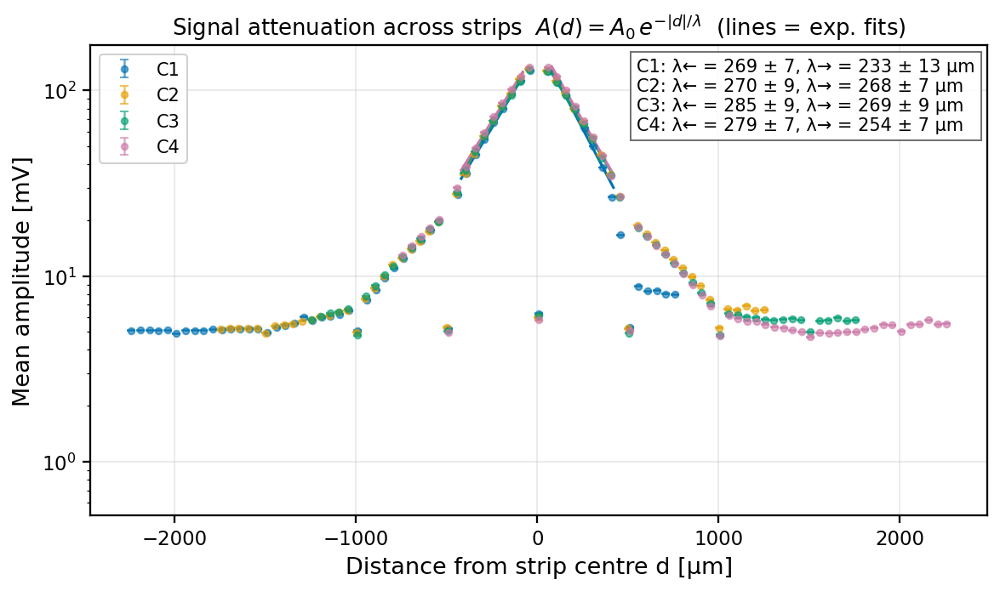 Signal attenuation across strips A(d) = A₀ e^{−|d|/λ} (lines = exp. fits)
C1
C2
C3
C4
C1: λ← = 269 ± 7, λ→ = 233 ± 13 μm
C2: λ← = 270 ± 9, λ→ = 268 ± 7 μm
C3: λ← = 285 ± 9, λ→ = 269 ± 9 μm
C4: λ← = 279 ± 7, λ→ = 254 ± 7 μm
Mean amplitude [mV]
10²
10¹
10⁰
−2000 −1000 0 1000 2000
Distance from strip centre d [μm]